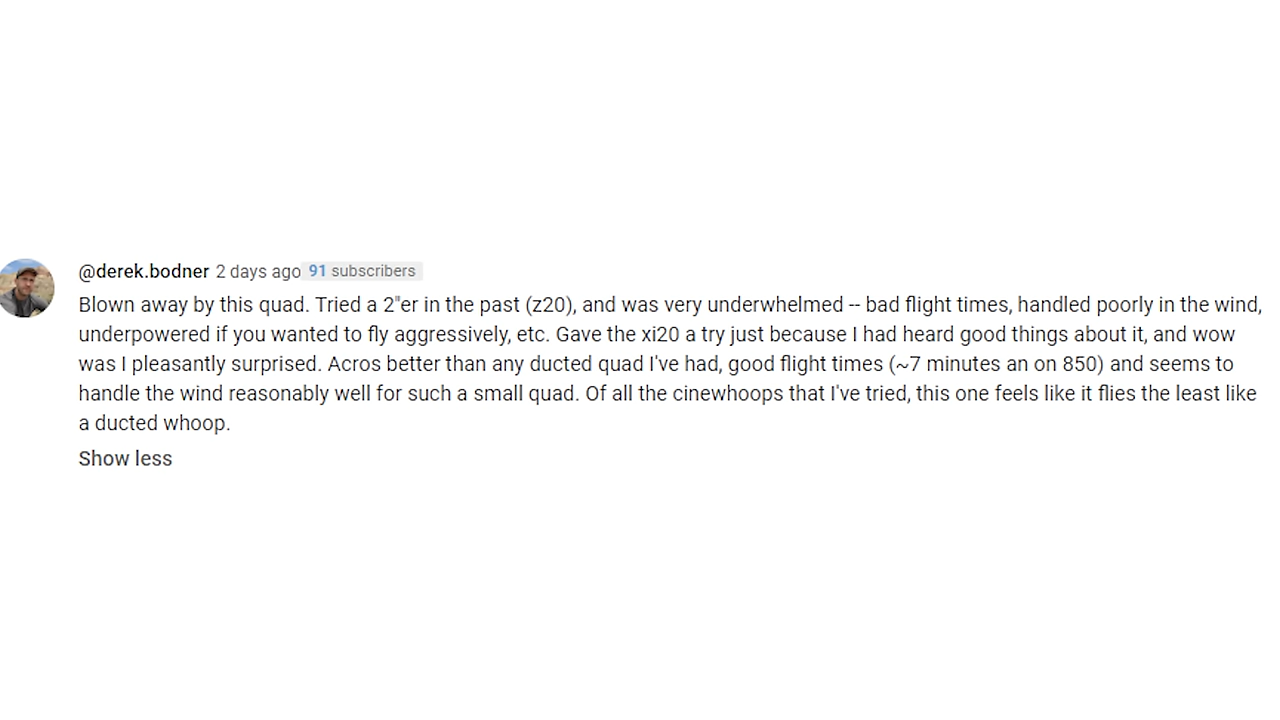 @derek.bodner 2 days ago 91 subscribers
Blown away by this quad. Tried a 2"er in the past (z20), and was very underwhelmed -- bad flight times, handled poorly in the wind,
underpowered if you wanted to fly aggressively, etc. Gave the xi20 a try just because I had heard good things about it, and wow
was I pleasantly surprised. Acros better than any ducted quad I've had, good flight times (~7 minutes an on 850) and seems to
handle the wind reasonably well for such a small quad. Of all the cinewhoops that I've tried, this one feels like it flies the least like
a ducted whoop.
Show less